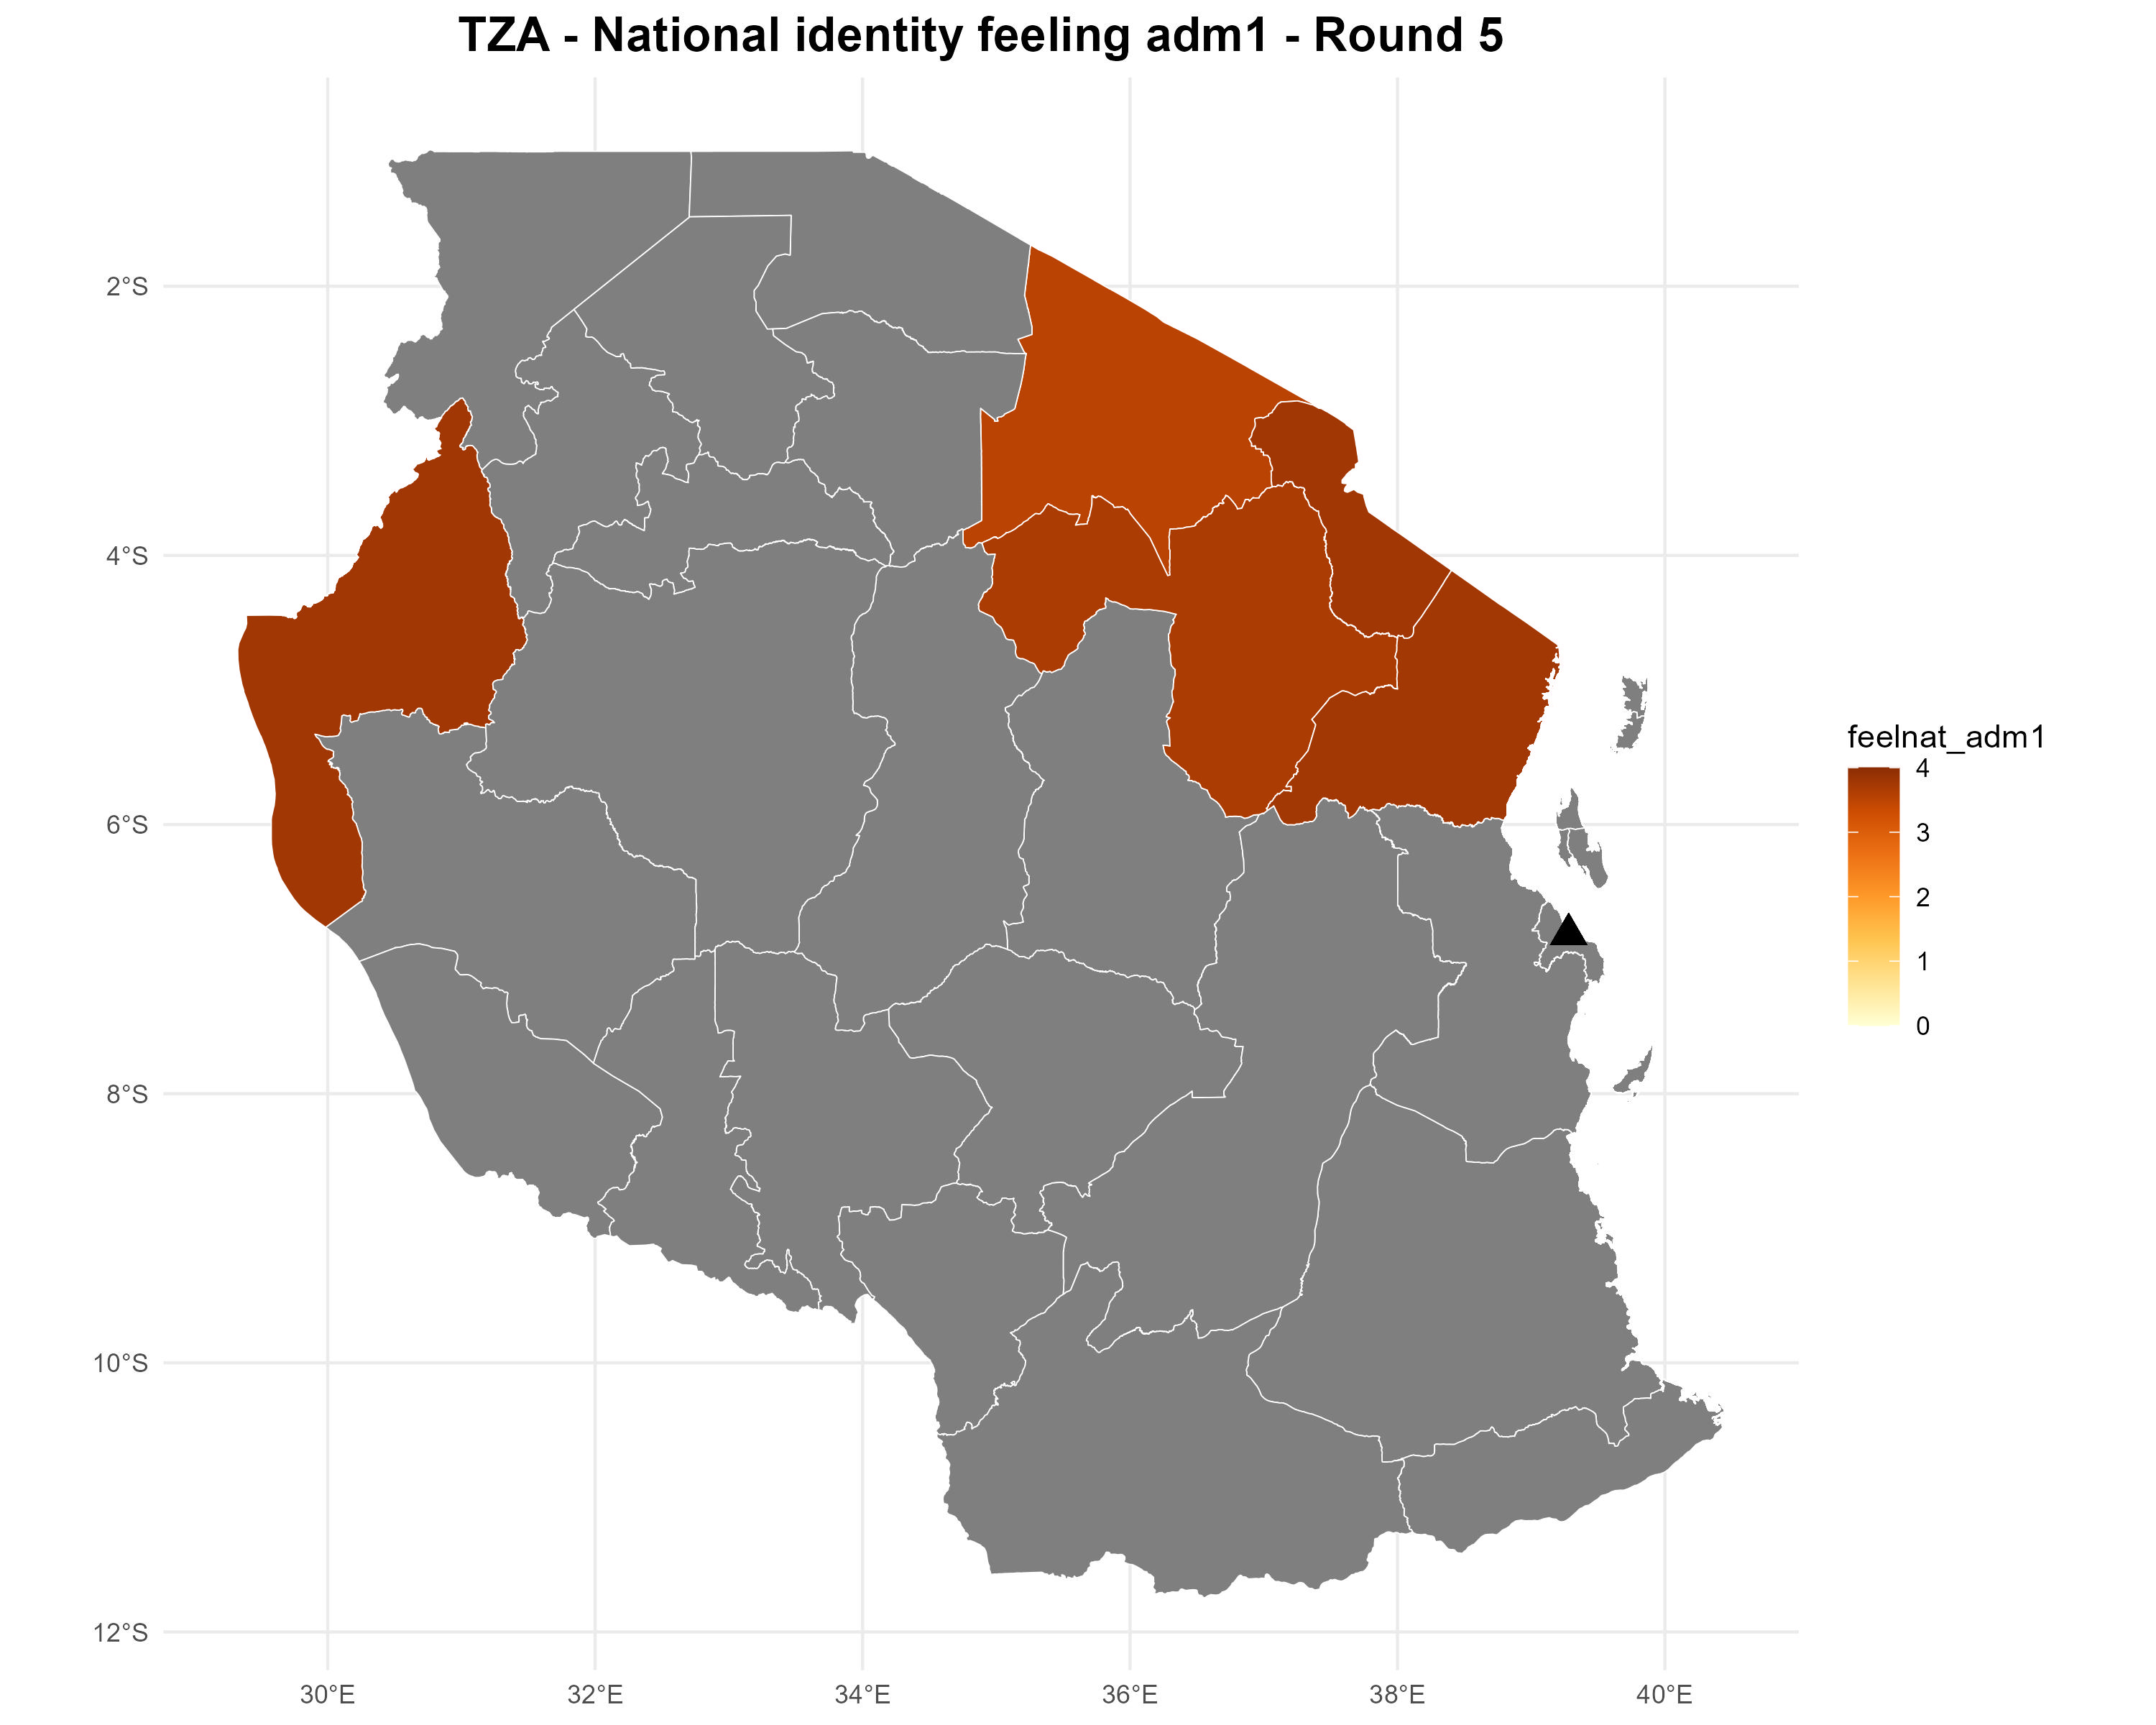 TZA - National identity feeling adm1 - Round 5
2°S
4°S
6°S
8°S
10°S
12°S
30°E
32°E
34°E
36°E
38°E
40°E
feelnat_adm1
4
3
2
1
0